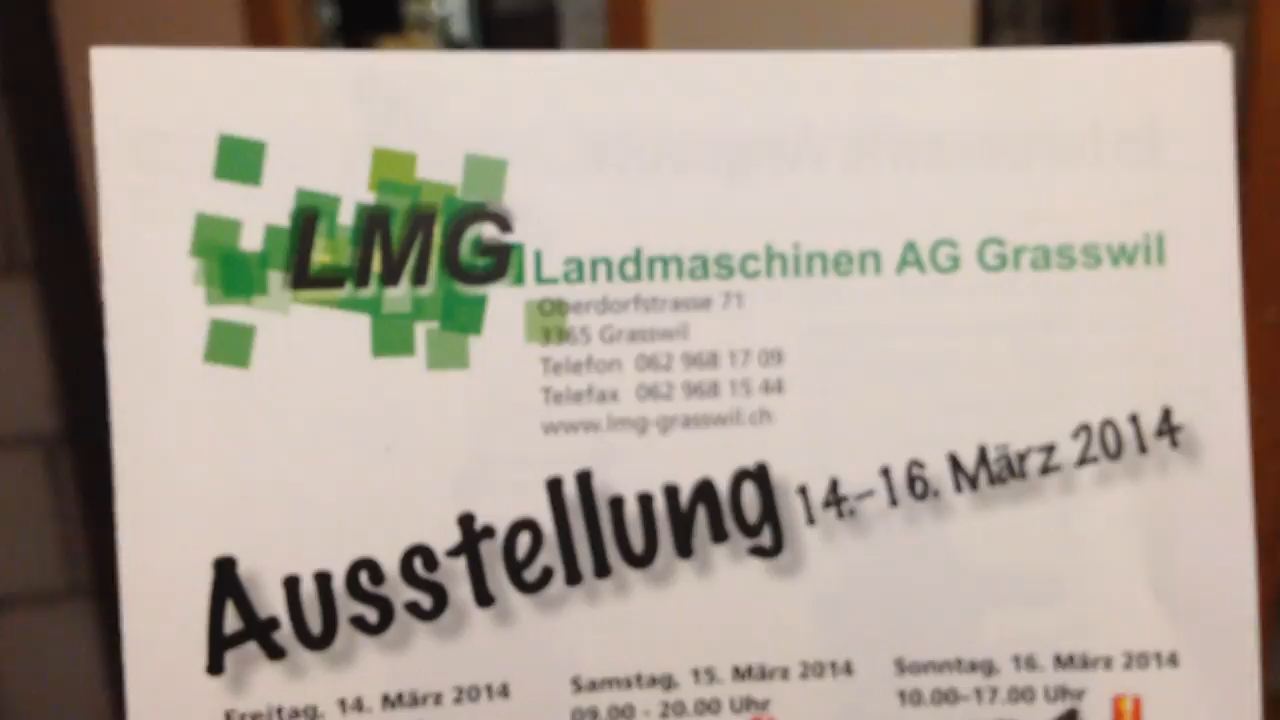 LMG
Landmaschinen AG Grasswil
Oberdorfstrasse 71
3365 Grasswil
Telefon 062 968 17 09
Telefax 062 968 15 44
www.lmg-grasswil.ch
Ausstellung 14.-16. März 2014
Freitag, 14. März 2014
Samstag, 15. März 2014
09.00 - 20.00 Uhr
Sonntag, 16. März 2014
10.00-17.00 Uhr